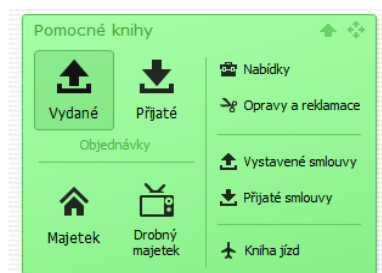 Pomocné knihy
Vydané
Přijaté
Objednávky
Majetek
Drobný
majetek
Nabídky
Opravy a reklamace
Vystavené smlouvy
Přijaté smlouvy
Kniha jízd